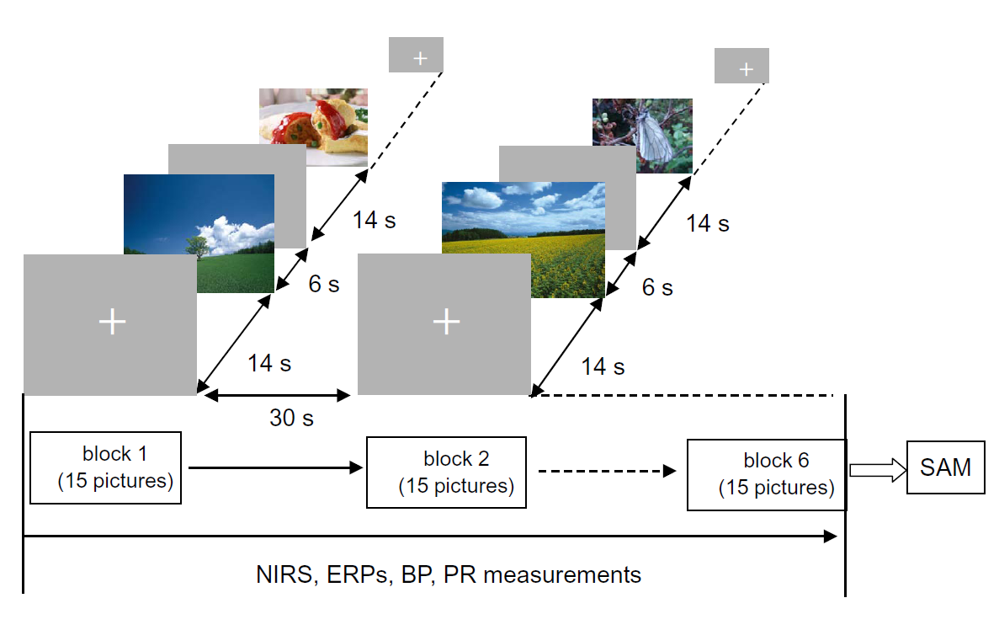 14 s
14 s
6 s
6 s
14 s
14 s
30 s
block 1
(15 pictures)
block 2
(15 pictures)
block 6
(15 pictures)
SAM
NIRS, ERPs, BP, PR measurements